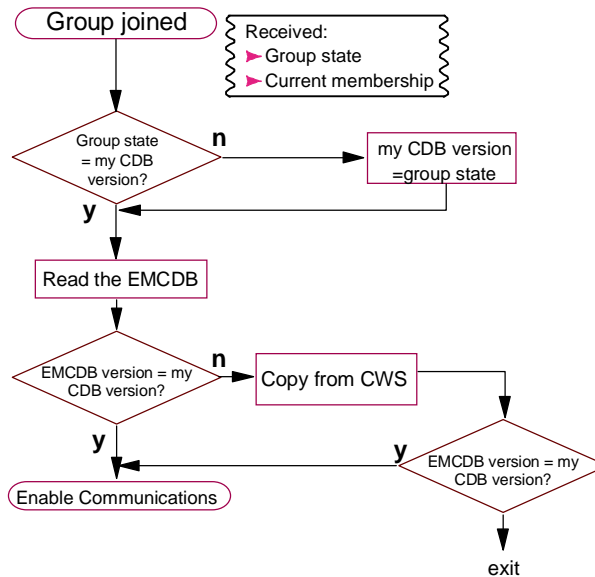 Group joined
Received:
Group state
Current membership
Group state
= my CDB
version?
n
my CDB version
=group state
y
Read the EMCDB
EMCDB version = my
CDB version?
n
Copy from CWS
y
y
EMCDB version = my
CDB version?
Enable Communications
exit